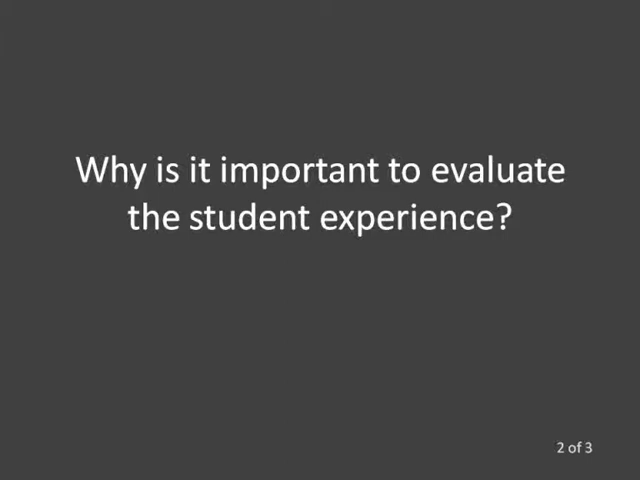 Why is it important to evaluate
the student experience?
2 of 3